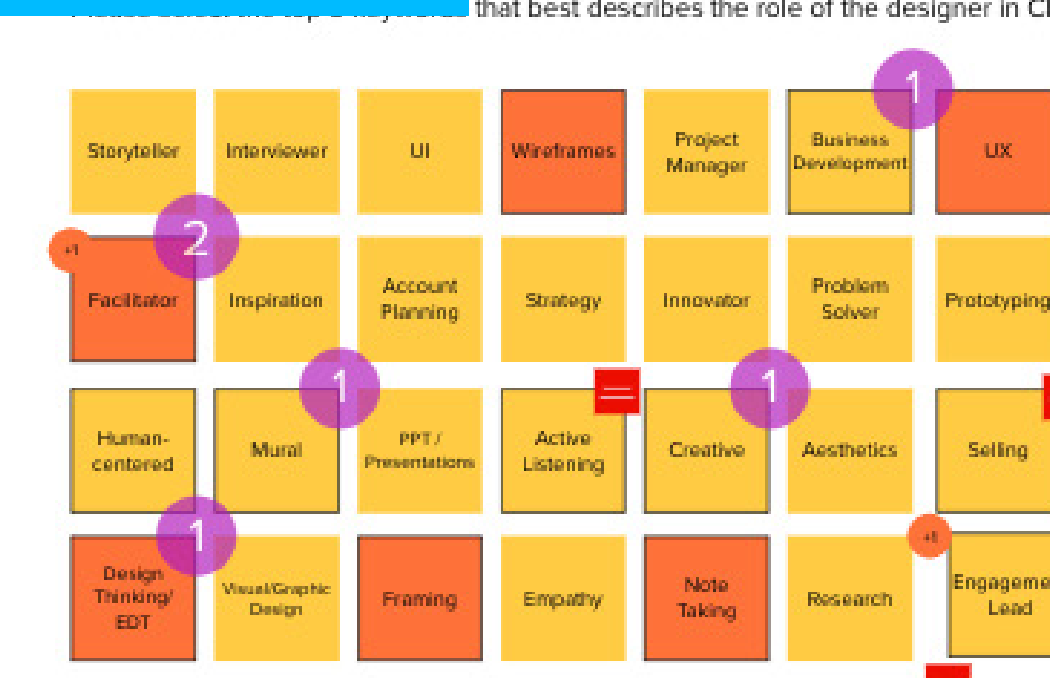 that best describes the role of the designer in
1
Storyteller
Interviewer
UI
Wireframes
Project
Manager
Business
Development
UX
2
+1
Facilitator
Inspiration
Account
Planning
Strategy
Innovator
Problem
Solver
Prototyping
1
1
Human-
centered
Mural
PPT /
Presentations
Active
Listening
Creative
Aesthetics
Selling
1
Design
Thinking/
EDT
Visual/Graphic
Design
Framing
Empathy
Note
Taking
Research
+1
Engageme
Lead